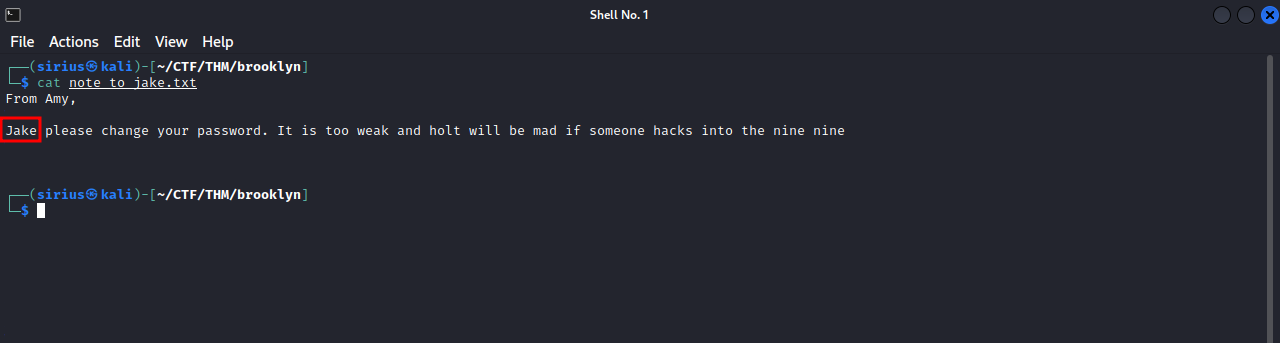 Shell No. 1
File Actions Edit View Help
┌──(sirius㉿kali)-[~/CTF/THM/brooklyn]
└─$ cat note_to_jake.txt
From Amy,
Jake please change your password. It is too weak and holt will be mad if someone hacks into the nine nine
┌──(sirius㉿kali)-[~/CTF/THM/brooklyn]
└─$